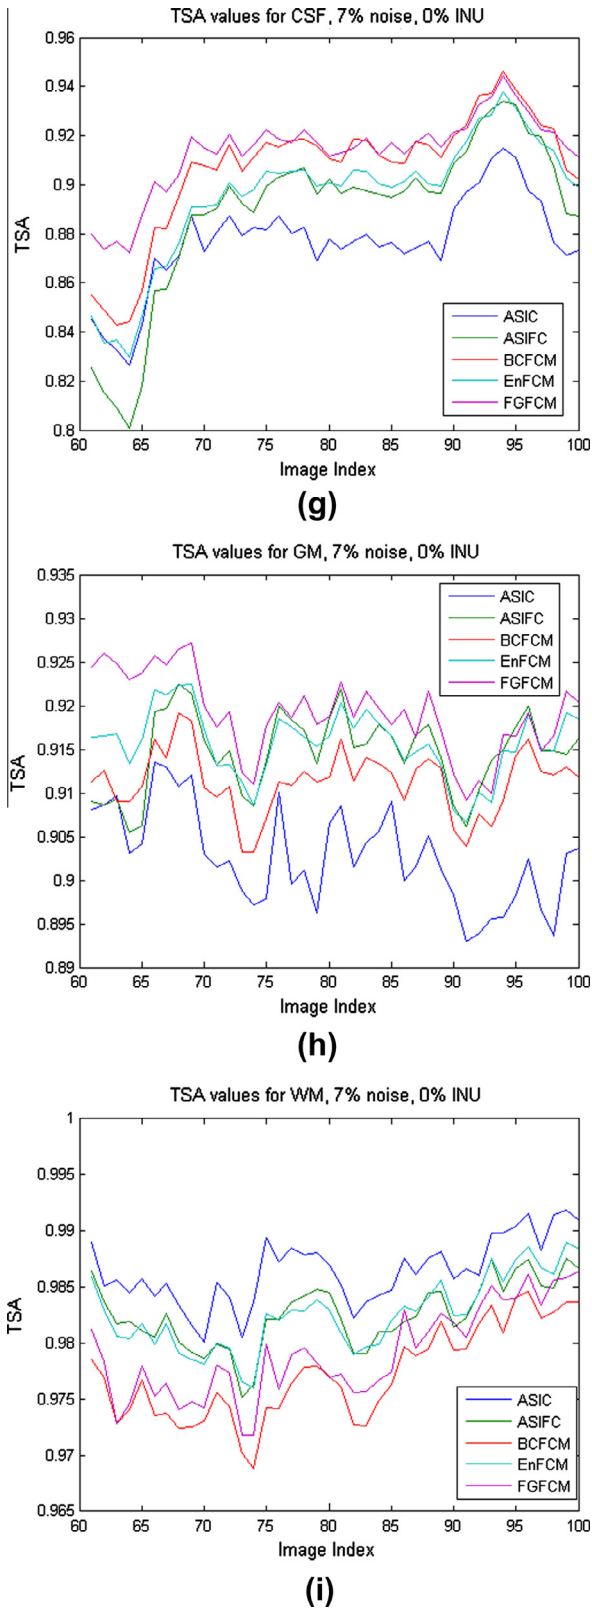 TSA values for CSF, 7% noise, 0% INU
0.96
0.94
0.92
0.9
0.88
0.86
0.84
0.82
0.8
TSA
ASIC
ASIFC
BCFCM
EnFCM
FGFCM
60 65 70 75 80 85 90 95 100
Image Index
(g)
TSA values for GM, 7% noise, 0% INU
0.935
0.93
0.925
0.92
0.915
0.91
0.905
0.9
0.895
0.89
TSA
ASIC
ASIFC
BCFCM
EnFCM
FGFCM
60 65 70 75 80 85 90 95 100
Image Index
(h)
TSA values for WM, 7% noise, 0% INU
1
0.995
0.99
0.985
0.98
0.975
0.97
0.965
TSA
ASIC
ASIFC
BCFCM
EnFCM
FGFCM
60 65 70 75 80 85 90 95 100
Image Index
(i)